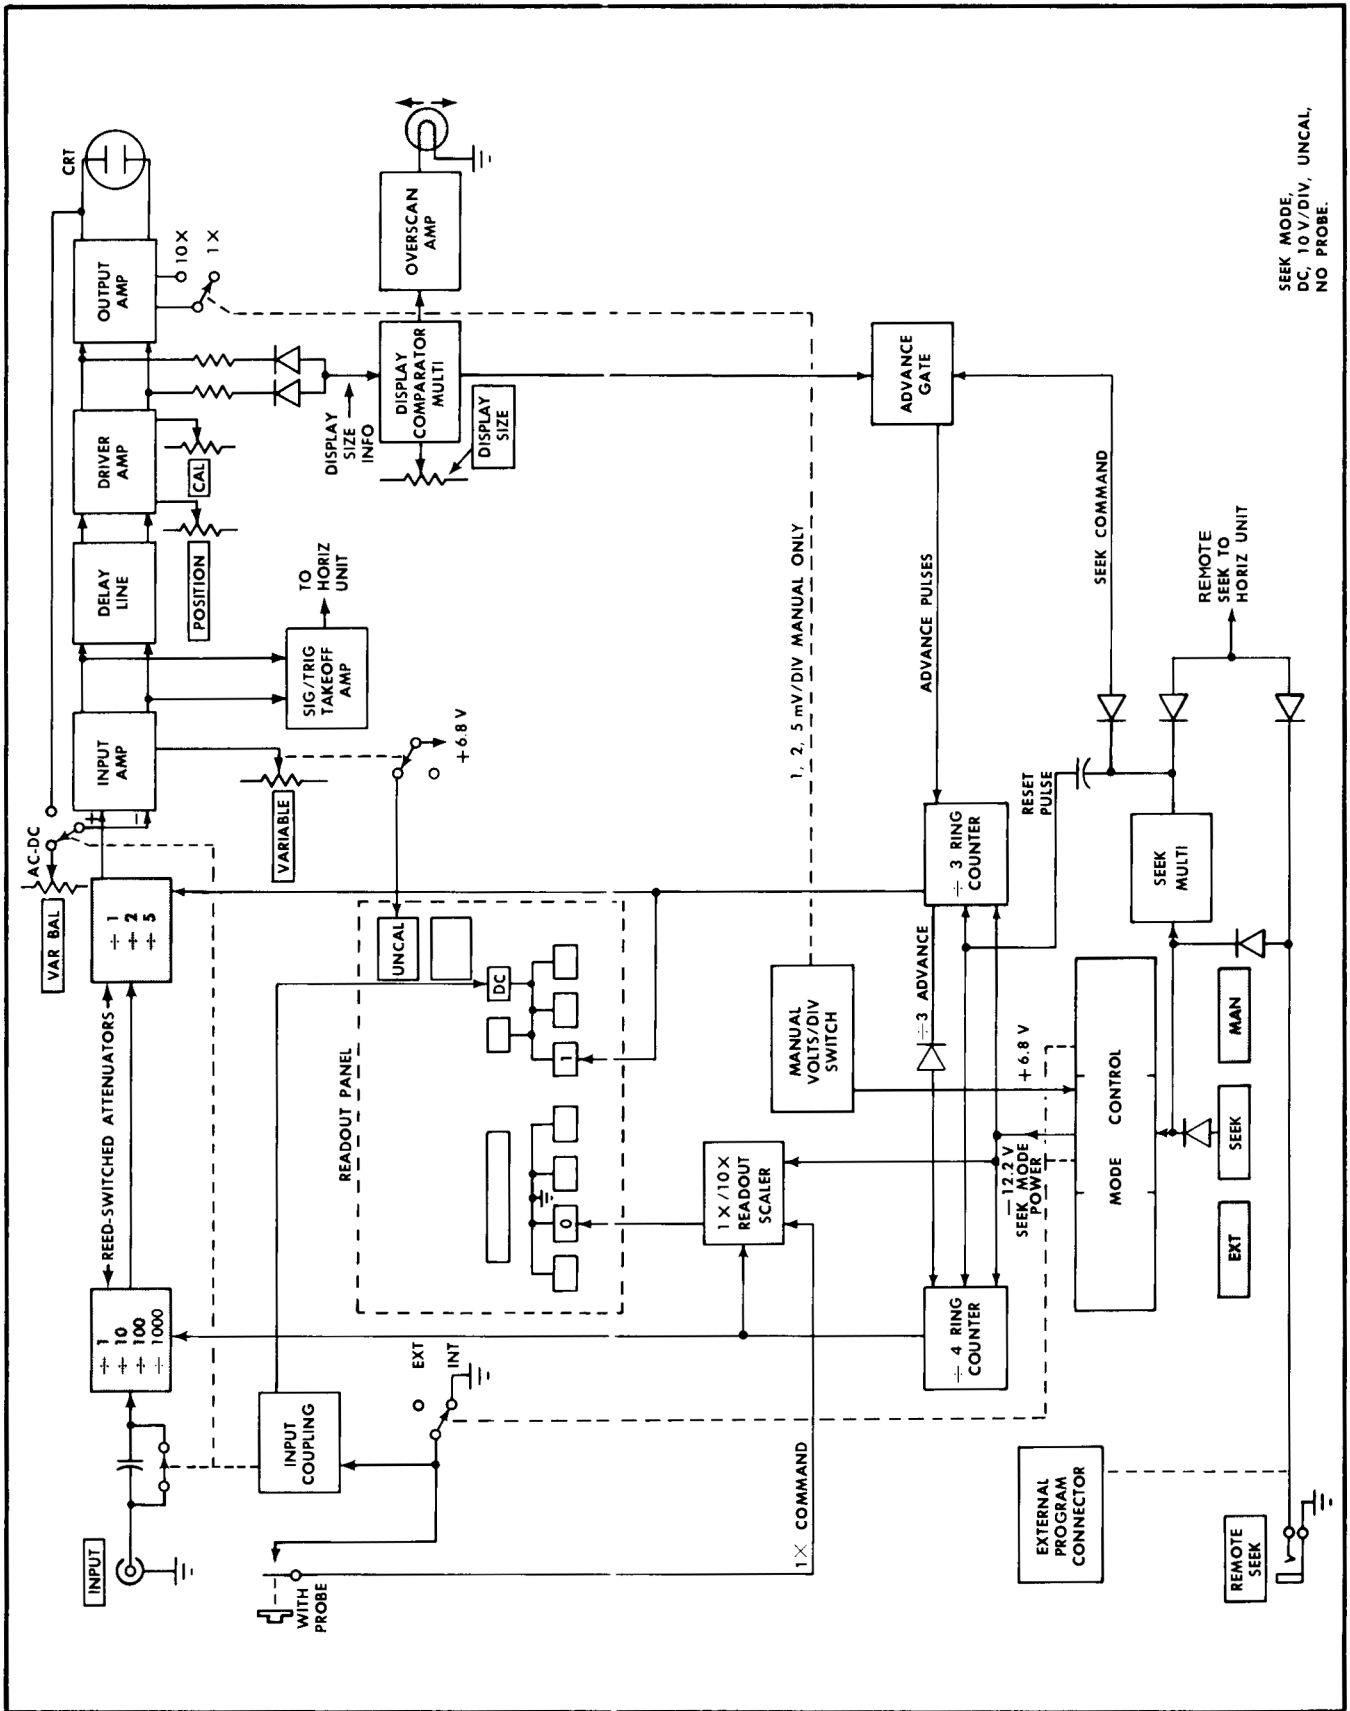 INPUT
÷ 1
÷ 10
÷ 100
÷ 1000
REED-SWITCHED ATTENUATORS
÷ 1
÷ 2
÷ 5
VAR BAL
AC-DC
+
−
INPUT
AMP
DELAY
LINE
DRIVER
AMP
OUTPUT
AMP
CRT
10X
1X
CAL
POSITION
VARIABLE
SIG/TRIG
TAKEOFF
AMP
TO
HORIZ
UNIT
DISPLAY
SIZE
INFO
DISPLAY
COMPARATOR
MULTI
OVERSCAN
AMP
DISPLAY
SIZE
+6.8 V
WITH
PROBE
INPUT
COUPLING
EXT
INT
READOUT PANEL
UNCAL
DC
0
1
1X COMMAND
1X/10X
READOUT
SCALER
MANUAL
VOLTS/DIV
SWITCH
1, 2, 5 mV/DIV MANUAL ONLY
ADVANCE
GATE
÷ 4 RING
COUNTER
÷ 3 ADVANCE
÷ 3 RING
COUNTER
ADVANCE PULSES
SEEK COMMAND
−12.2 V
SEEK MODE
POWER
+6.8 V
RESET
PULSE
EXTERNAL
PROGRAM
CONNECTOR
MODE CONTROL
SEEK
MULTI
REMOTE
SEEK TO
HORIZ UNIT
EXT
SEEK
MAN
REMOTE
SEEK
SEEK MODE,
DC, 10 V/DIV, UNCAL,
NO PROBE.